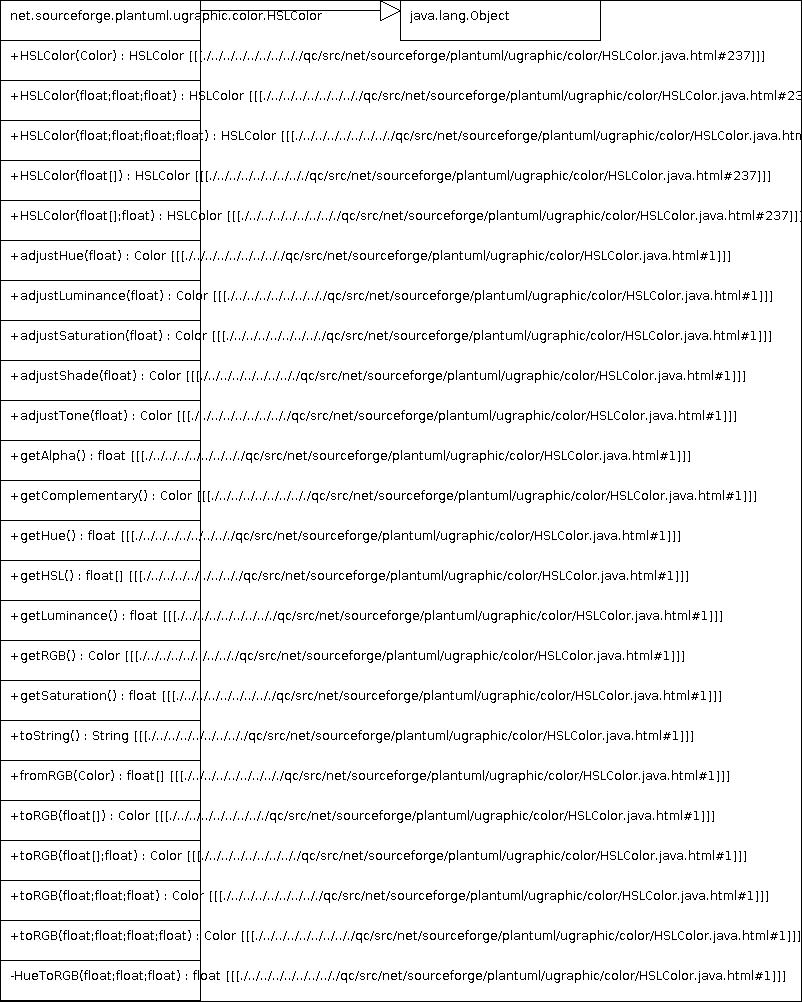 net.sourceforge.plantuml.ugraphic.color.HSLColor
java.lang.Object
+HSLColor(Color) : HSLColor [[[./../../../../../../../../qc/src/net/sourceforge/plantuml/ugraphic/color/HSLColor.java.html#237]]]
+HSLColor(float;float;float) : HSLColor [[[./../../../../../../../../qc/src/net/sourceforge/plantuml/ugraphic/color/HSLColor.java.html#23
+HSLColor(float;float;float;float) : HSLColor [[[./../../../../../../../../qc/src/net/sourceforge/plantuml/ugraphic/color/HSLColor.java.htm
+HSLColor(float[]) : HSLColor [[[./../../../../../../../../qc/src/net/sourceforge/plantuml/ugraphic/color/HSLColor.java.html#237]]]
+HSLColor(float[];float) : HSLColor [[[./../../../../../../../../qc/src/net/sourceforge/plantuml/ugraphic/color/HSLColor.java.html#237]]]
+adjustHue(float) : Color [[[./../../../../../../../../qc/src/net/sourceforge/plantuml/ugraphic/color/HSLColor.java.html#1]]]
+adjustLuminance(float) : Color [[[./../../../../../../../../qc/src/net/sourceforge/plantuml/ugraphic/color/HSLColor.java.html#1]]]
+adjustSaturation(float) : Color [[[./../../../../../../../../qc/src/net/sourceforge/plantuml/ugraphic/color/HSLColor.java.html#1]]]
+adjustShade(float) : Color [[[./../../../../../../../../qc/src/net/sourceforge/plantuml/ugraphic/color/HSLColor.java.html#1]]]
+adjustTone(float) : Color [[[./../../../../../../../../qc/src/net/sourceforge/plantuml/ugraphic/color/HSLColor.java.html#1]]]
+getAlpha() : float [[[./../../../../../../../../qc/src/net/sourceforge/plantuml/ugraphic/color/HSLColor.java.html#1]]]
+getComplementary() : Color [[[./../../../../../../../../qc/src/net/sourceforge/plantuml/ugraphic/color/HSLColor.java.html#1]]]
+getHue() : float [[[./../../../../../../../../qc/src/net/sourceforge/plantuml/ugraphic/color/HSLColor.java.html#1]]]
+getHSL() : float[] [[[./../../../../../../../../qc/src/net/sourceforge/plantuml/ugraphic/color/HSLColor.java.html#1]]]
+getLuminance() : float [[[./../../../../../../../../qc/src/net/sourceforge/plantuml/ugraphic/color/HSLColor.java.html#1]]]
+getRGB() : Color [[[./../../../../../../../../qc/src/net/sourceforge/plantuml/ugraphic/color/HSLColor.java.html#1]]]
+getSaturation() : float [[[./../../../../../../../../qc/src/net/sourceforge/plantuml/ugraphic/color/HSLColor.java.html#1]]]
+toString() : String [[[./../../../../../../../../qc/src/net/sourceforge/plantuml/ugraphic/color/HSLColor.java.html#1]]]
+fromRGB(Color) : float[] [[[./../../../../../../../../qc/src/net/sourceforge/plantuml/ugraphic/color/HSLColor.java.html#1]]]
+toRGB(float[]) : Color [[[./../../../../../../../../qc/src/net/sourceforge/plantuml/ugraphic/color/HSLColor.java.html#1]]]
+toRGB(float[];float) : Color [[[./../../../../../../../../qc/src/net/sourceforge/plantuml/ugraphic/color/HSLColor.java.html#1]]]
+toRGB(float;float;float) : Color [[[./../../../../../../../../qc/src/net/sourceforge/plantuml/ugraphic/color/HSLColor.java.html#1]]]
+toRGB(float;float;float;float) : Color [[[./../../../../../../../../qc/src/net/sourceforge/plantuml/ugraphic/color/HSLColor.java.html#1]]]
-HueToRGB(float;float;float) : float [[[./../../../../../../../../qc/src/net/sourceforge/plantuml/ugraphic/color/HSLColor.java.html#1]]]